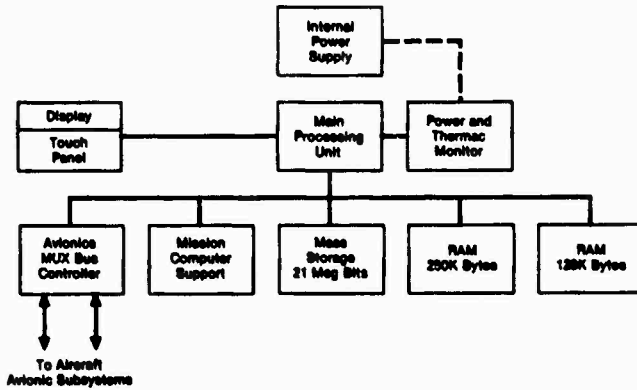 Internal
Power
Supply
Display
Touch
Panel
Main
Processing
Unit
Power and
Thermac
Monitor
Avionics
MUX Bus
Controller
Mission
Computer
Support
Mass
Storage
21 Meg Bits
RAM
250K Bytes
RAM
128K Bytes
To Aircraft
Avionic Subsystems